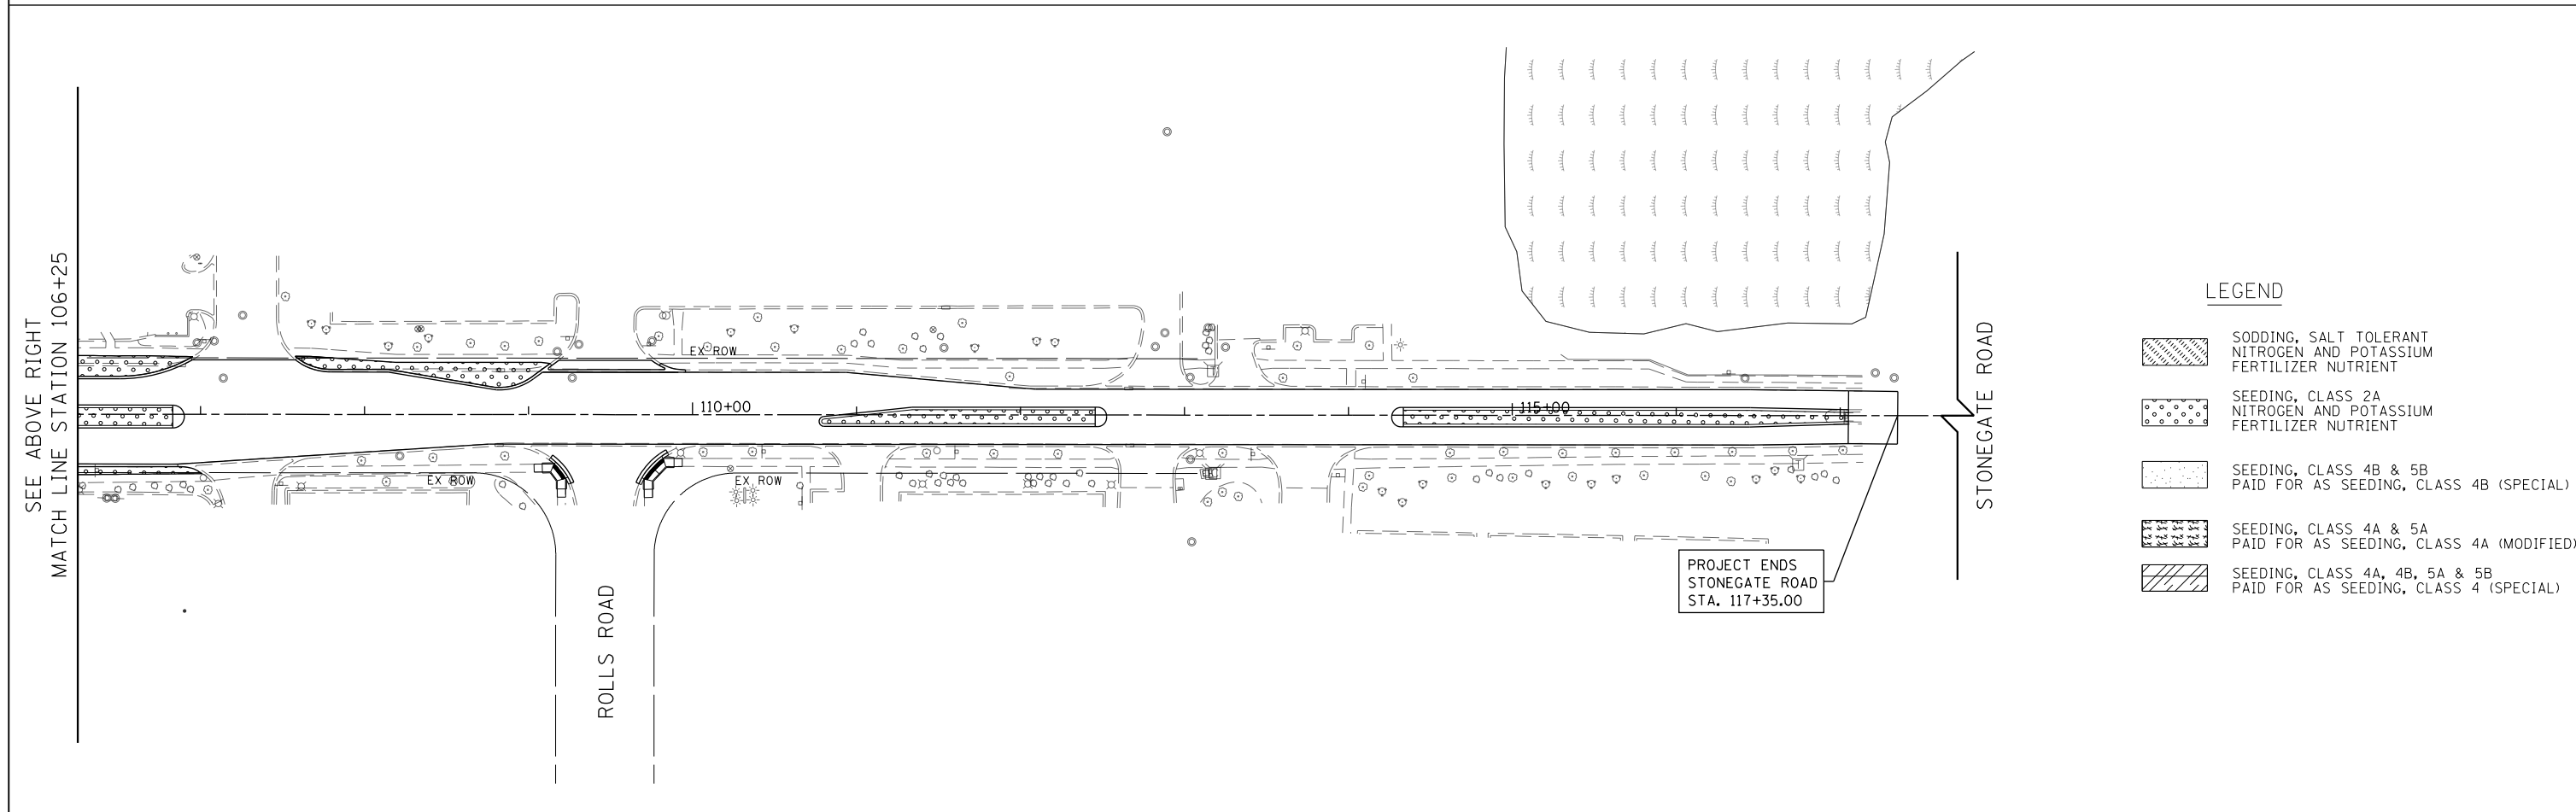 SEE ABOVE RIGHT
MATCH LINE STATION 106+25
EX ROW
110+00
115+00
EX ROW
EX ROW
ROLLS ROAD
PROJECT ENDS
STONEGATE ROAD
STA. 117+35.00
STONEGATE ROAD
LEGEND
SODDING, SALT TOLERANT
NITROGEN AND POTASSIUM
FERTILIZER NUTRIENT
SEEDING, CLASS 2A
NITROGEN AND POTASSIUM
FERTILIZER NUTRIENT
SEEDING, CLASS 4B & 5B
PAID FOR AS SEEDING, CLASS 4B (SPECIAL)
SEEDING, CLASS 4A & 5A
PAID FOR AS SEEDING, CLASS 4A (MODIFIED)
SEEDING, CLASS 4A, 4B, 5A & 5B
PAID FOR AS SEEDING, CLASS 4 (SPECIAL)